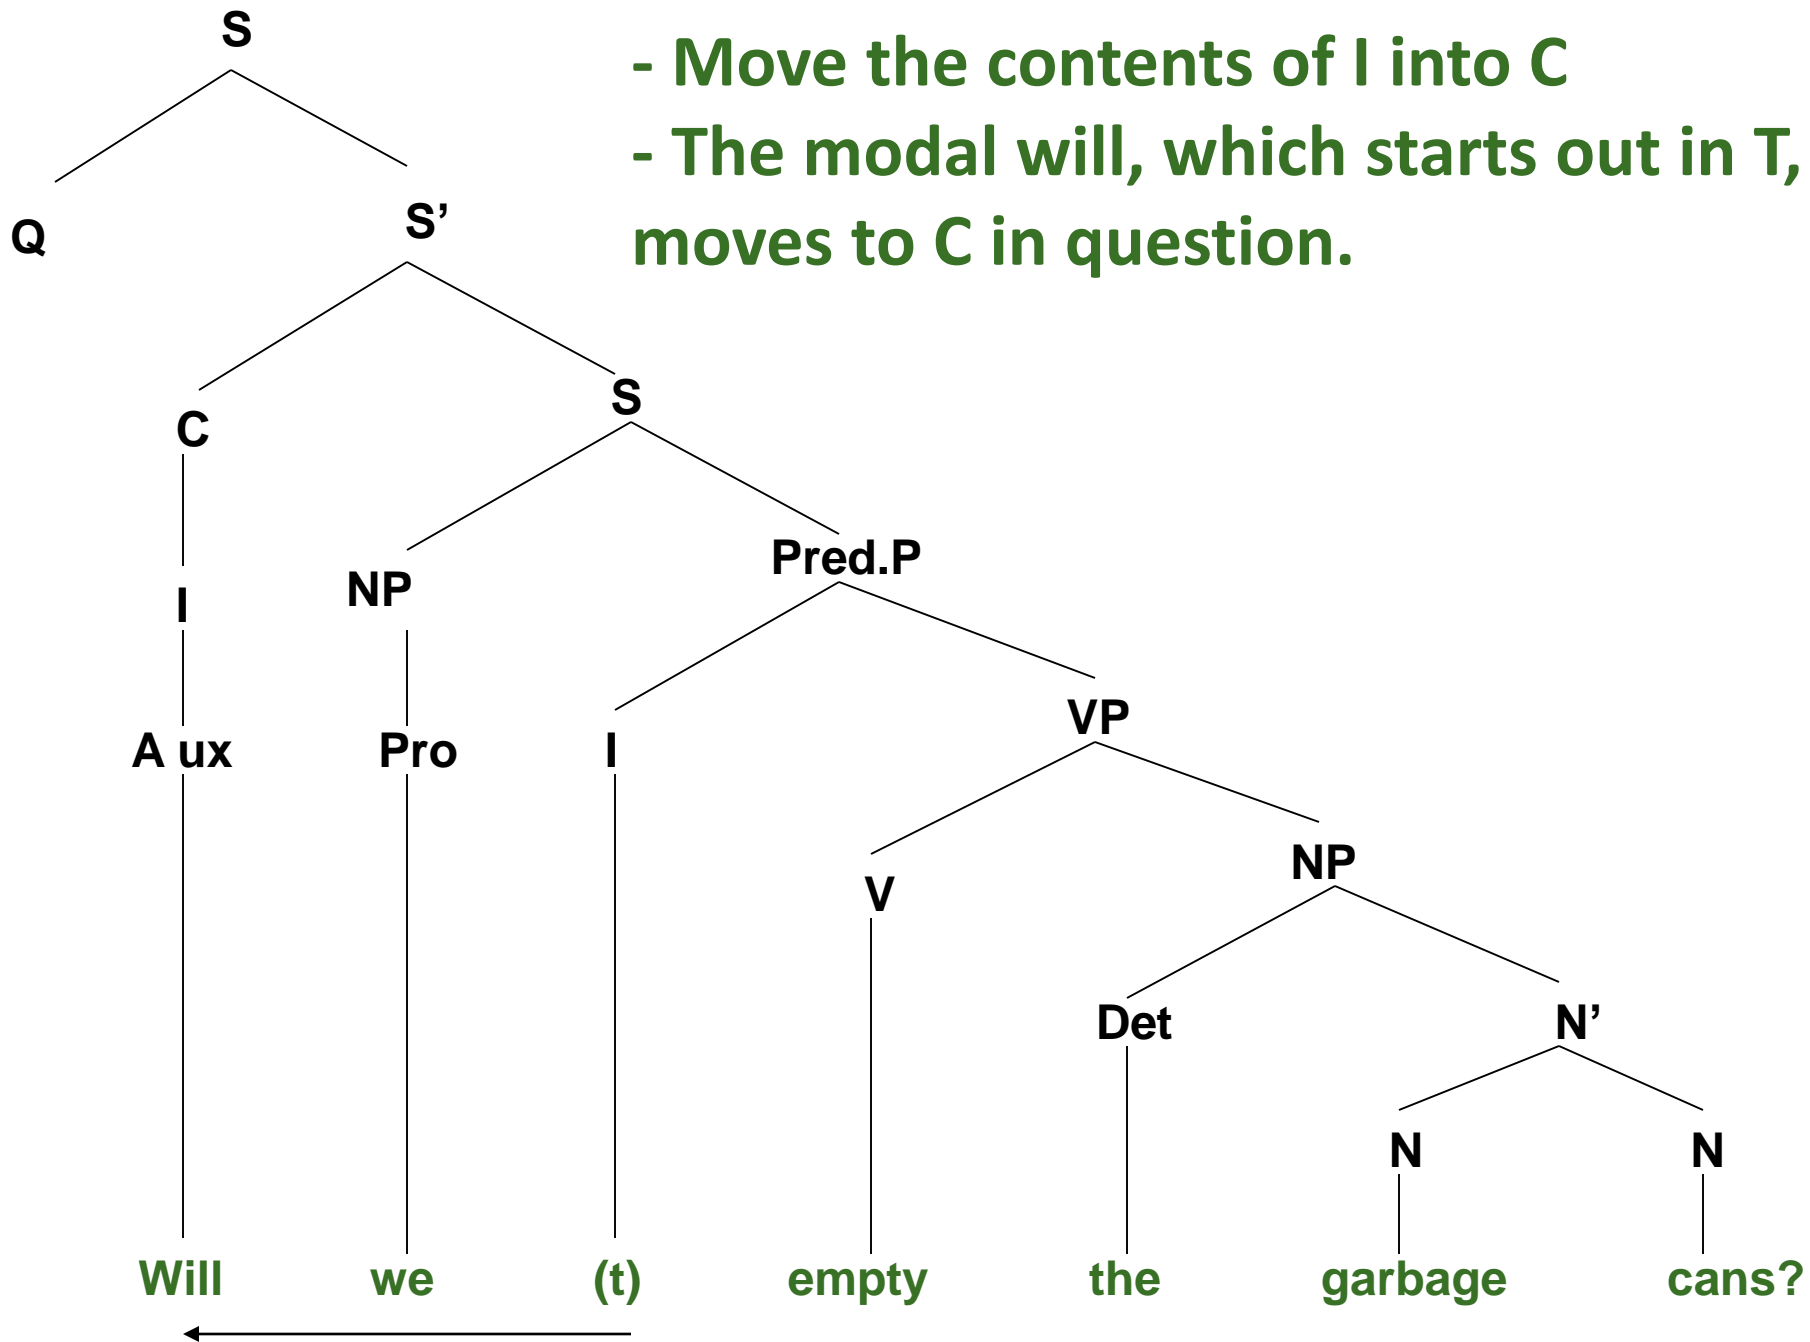 S
- Move the contents of I into C
- The modal will, which starts out in T,
moves to C in question.
Q S’
C S
I NP Pred.P
A ux Pro I VP
V NP
Det N’
N N
Will we (t) empty the garbage cans?